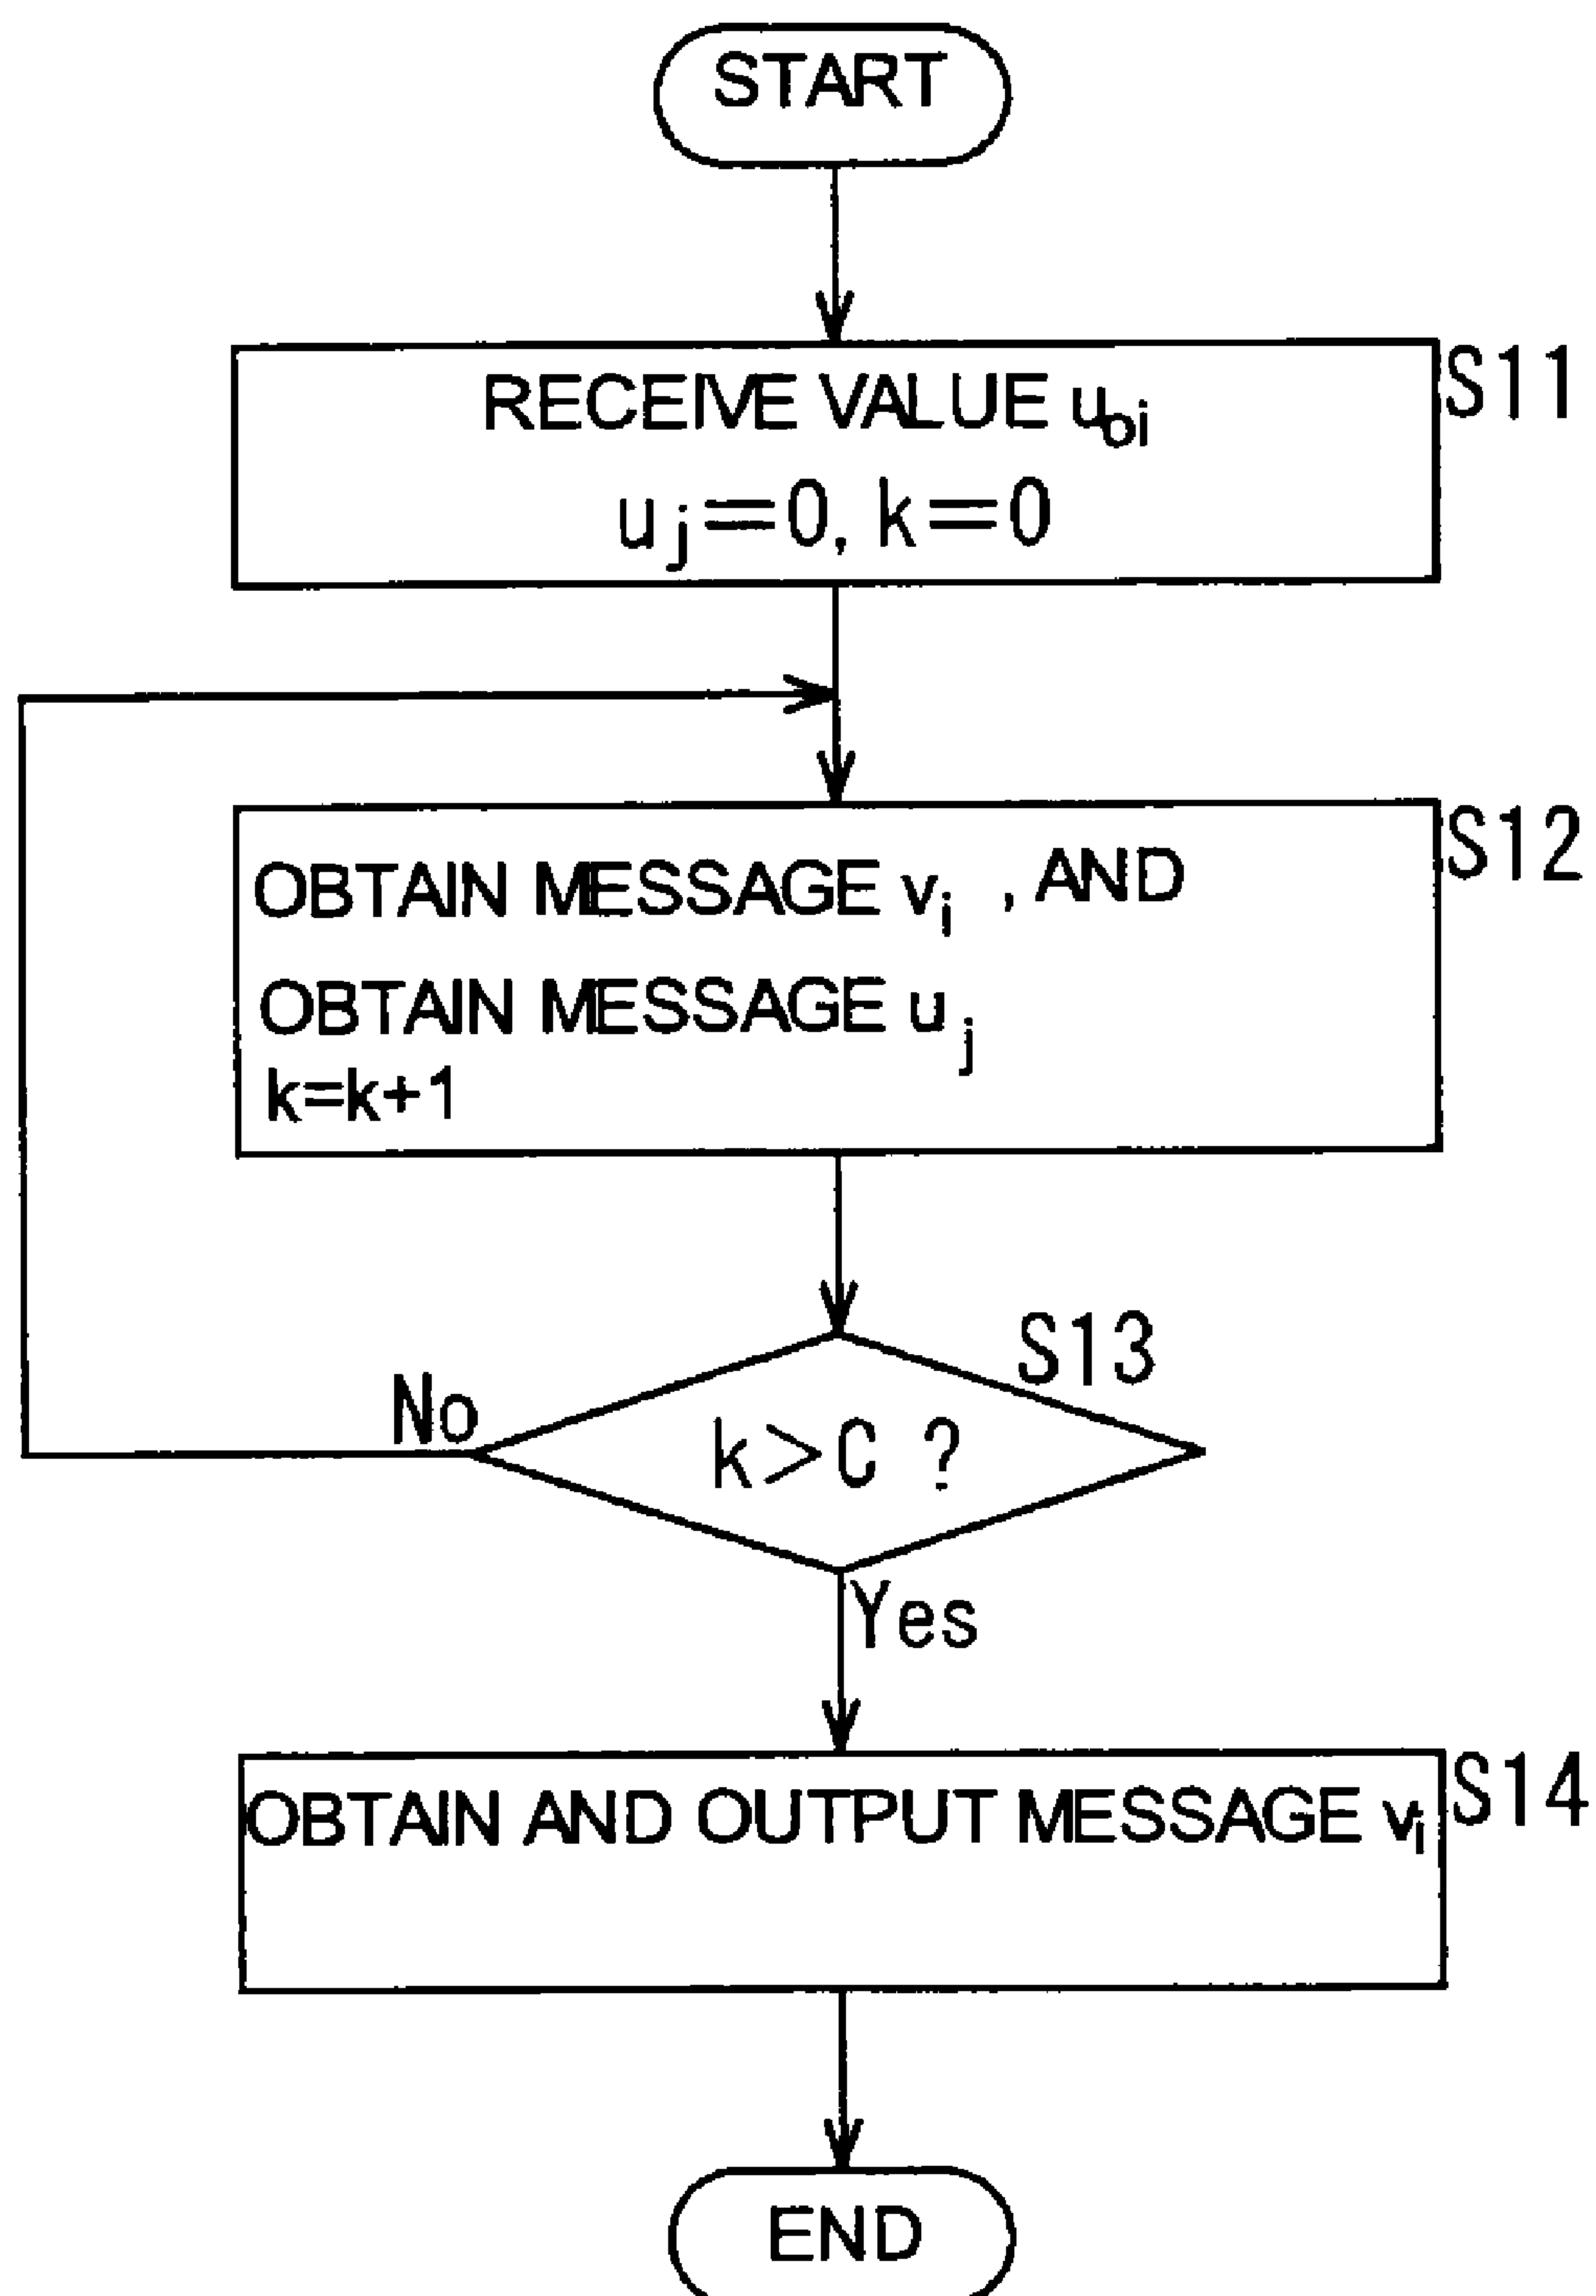 START
RECEIVE VALUE u₀ᵢ
uⱼ=0, k=0
S11
OBTAIN MESSAGE vᵢ , AND
OBTAIN MESSAGE uⱼ
k=k+1
S12
S13
k>C ?
No
Yes
OBTAIN AND OUTPUT MESSAGE vᵢ
S14
END